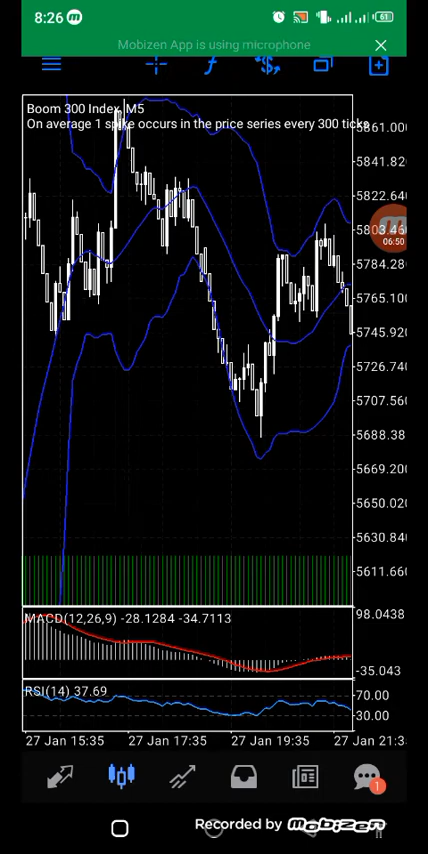 8:26
61
Mobizen App is using microphone
Boom 300 Index, M5
On average 1 spike occurs in the price series every 300 ticks
5861.00
5841.82
5822.64
5803.46
06:50
5784.28
5765.10
5745.92
5726.74
5707.56
5688.38
5669.20
5650.02
5630.84
5611.66
MACD(12,26,9) -28.1284 -34.7113
98.0438
-35.043
RSI(14) 37.69
70.00
30.00
27 Jan 15:35
27 Jan 17:35
27 Jan 19:35
27 Jan 21:3
1
Recorded by mobizen